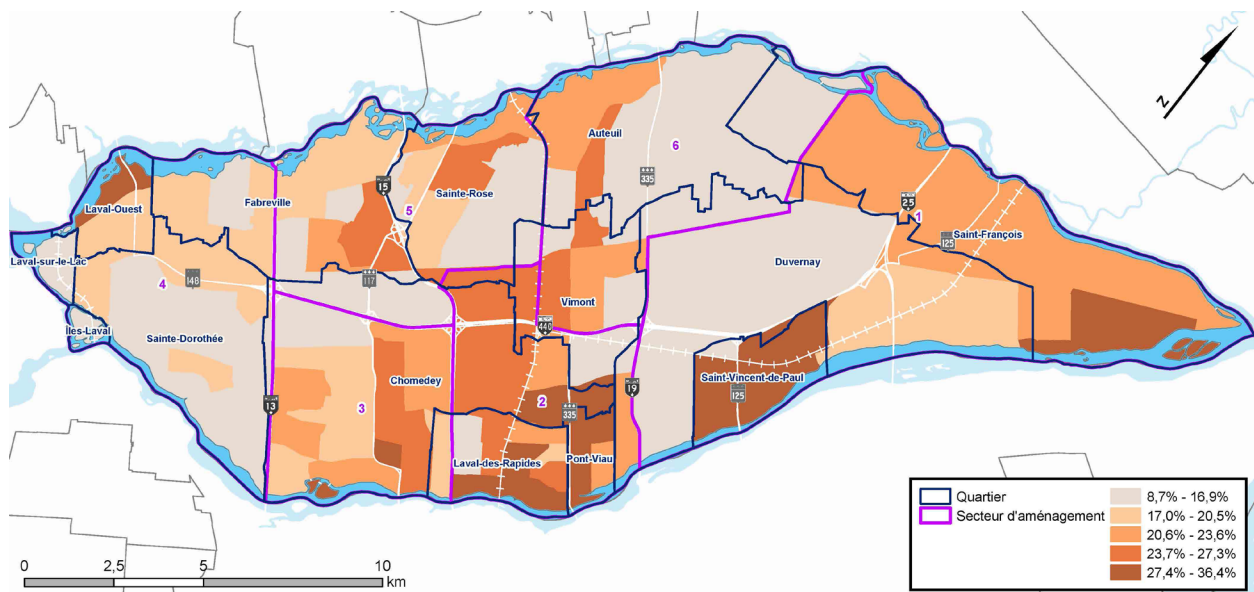 N
Auteuil
6
335
15
Sainte-Rose
Laval-Ouest
Fabreville
5
25
1
Saint-François
125
Laval-sur-le-Lac
4
148
117
Duvernay
Vimont
440
Îles-Laval
Sainte-Dorothée
Chomedey
Saint-Vincent-de-Paul
13
3
2
335
19
125
Laval-des-Rapides
Pont-Viau
Quartier
Secteur d'aménagement
8,7% - 16,9%
17,0% - 20,5%
20,6% - 23,6%
23,7% - 27,3%
27,4% - 36,4%
0 2,5 5 10
km